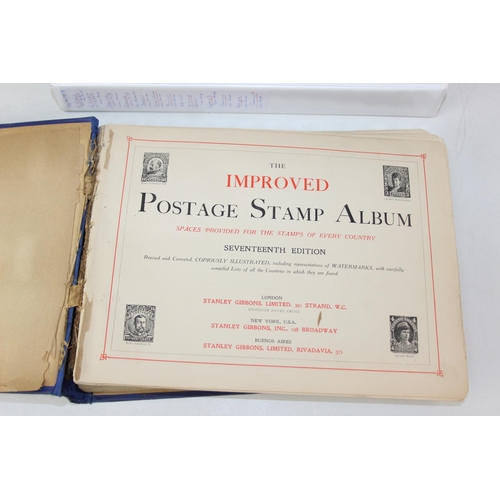 THE
IMPROVED
POSTAGE STAMP ALBUM
SPACES PROVIDED FOR THE STAMPS OF EVERY COUNTRY
SEVENTEENTH EDITION
Revised and Corrected, COPIOUSLY ILLUSTRATED, including representations of WATERMARKS, with carefully
compiled Lists of all the Countries in which they are found
LONDON
STANLEY GIBBONS, LIMITED, 391 STRAND, W.C.
NEW YORK, U.S.A.
STANLEY GIBBONS, INC., 198 BROADWAY
BUENOS AIRES
STANLEY GIBBONS, LIMITED, RIVADAVIA, 571